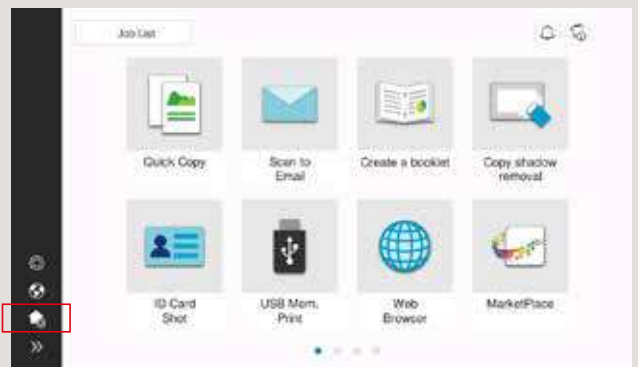 Job List
Quick Copy
Scan to
Email
Create a booklet
Copy shadow
removal
ID Card
Shot
USB Mem.
Print
Web
Browser
MarketPlace